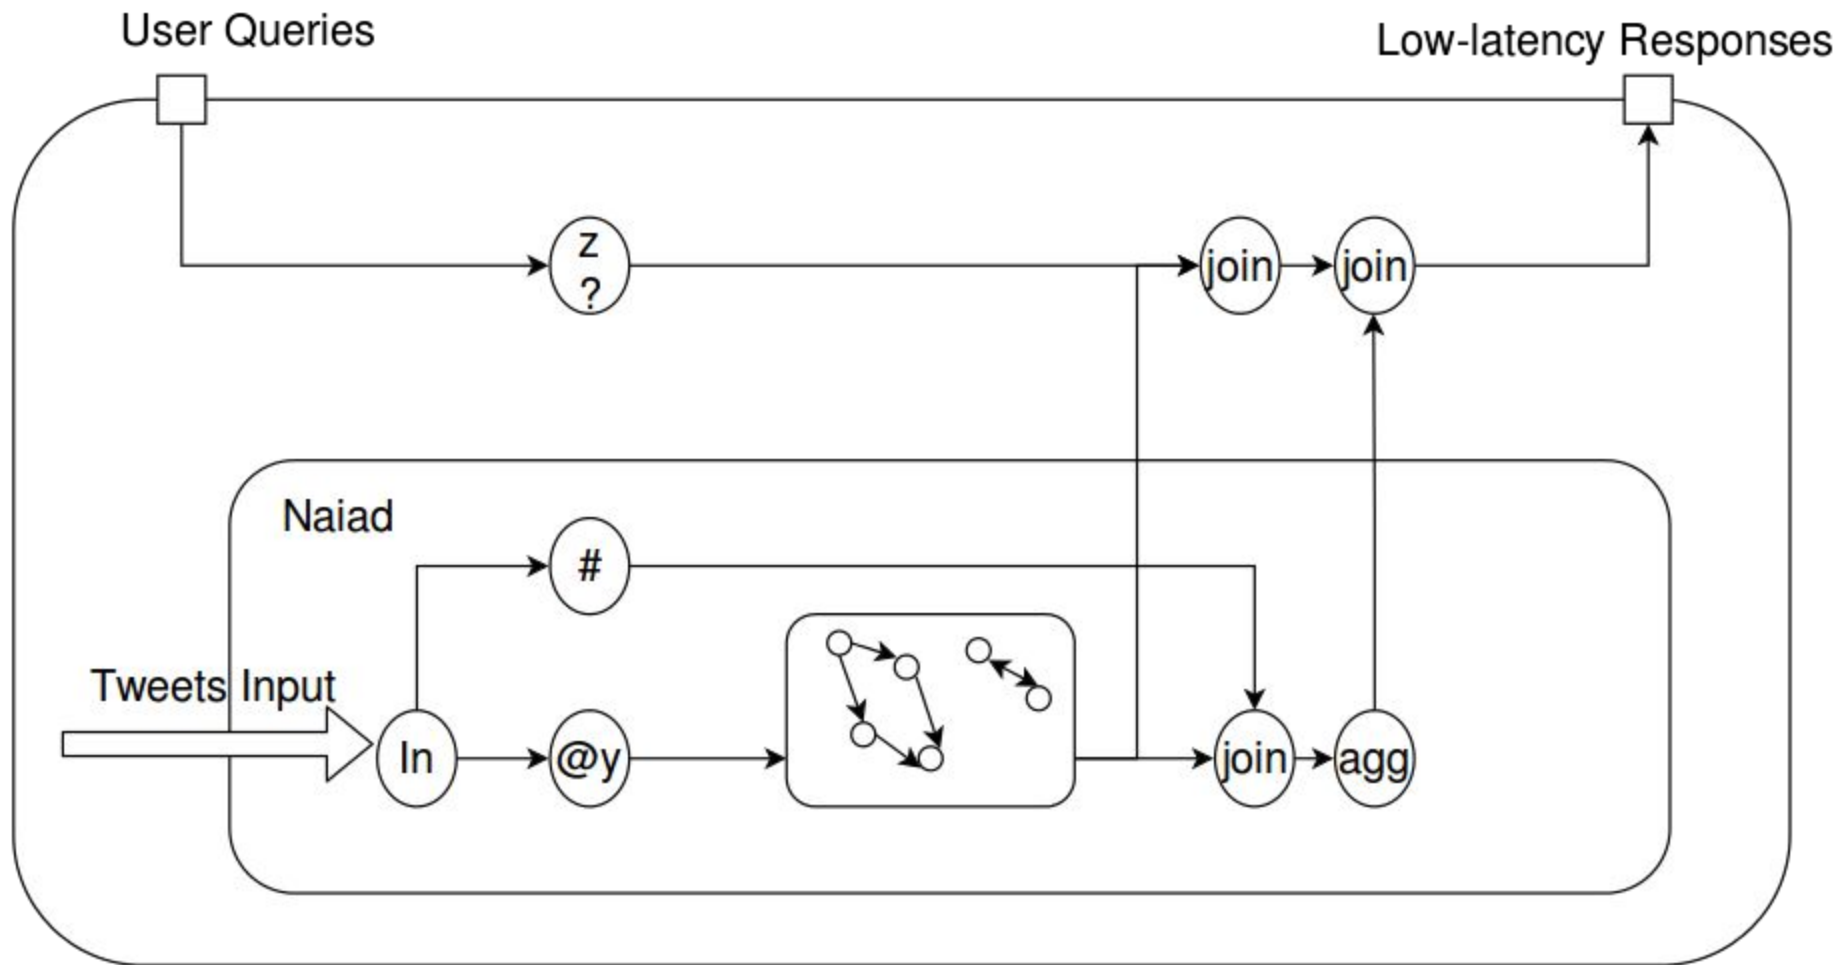 User Queries
Low-latency Responses
z
?
join
join
Naiad
#
Tweets Input
In
@y
join
agg